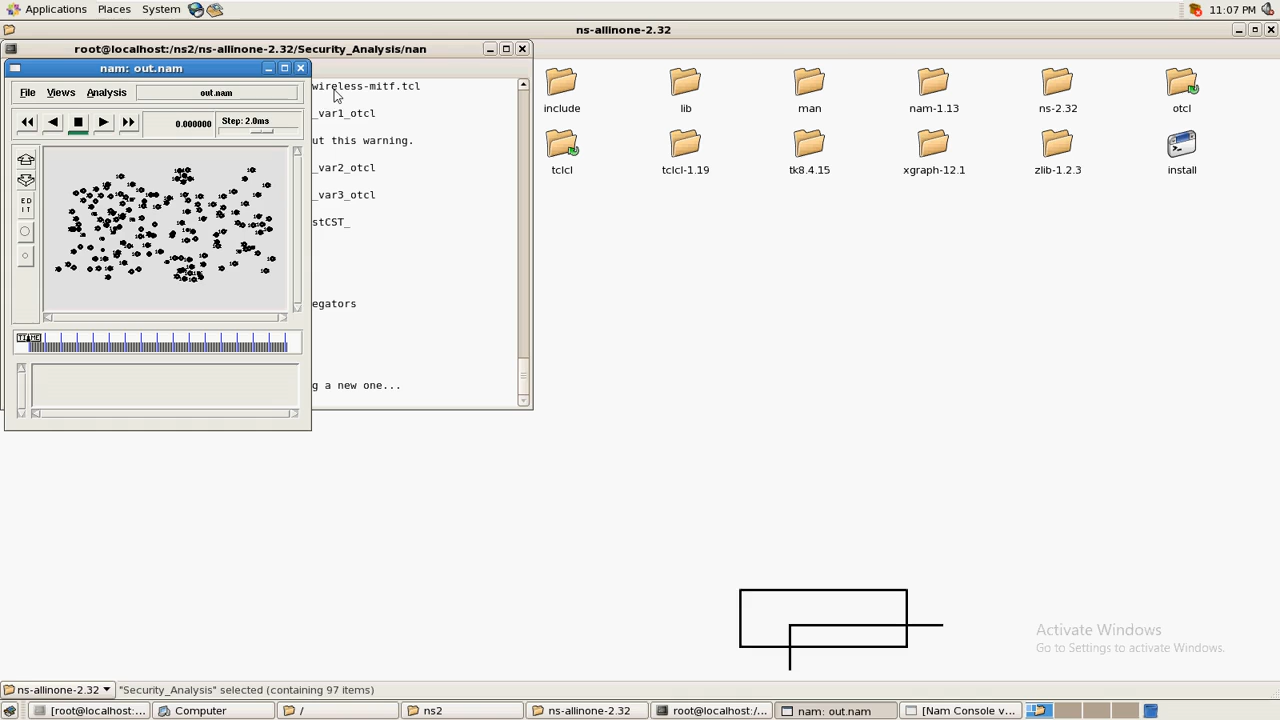 Applications Places System 11:07 PM
ns-allinone-2.32
root@localhost:/ns2/ns-allinone-2.32/Security_Analysis/nan
nam: out.nam
File Views Analysis out.nam
0.000000 Step: 2.0ms
ED
IT
TIME
wireless-mitf.tcl
_var1_otcl
ut this warning.
_var2_otcl
_var3_otcl
stCST_
egators
g a new one...
include lib man nam-1.13 ns-2.32 otcl
tclcl tclcl-1.19 tk8.4.15 xgraph-12.1 zlib-1.2.3 install
Activate Windows
Go to Settings to activate Windows.
ns-allinone-2.32 "Security_Analysis" selected (containing 97 items)
[root@localhost:... Computer / ns2 ns-allinone-2.32 root@localhost:/... nam: out.nam [Nam Console v...